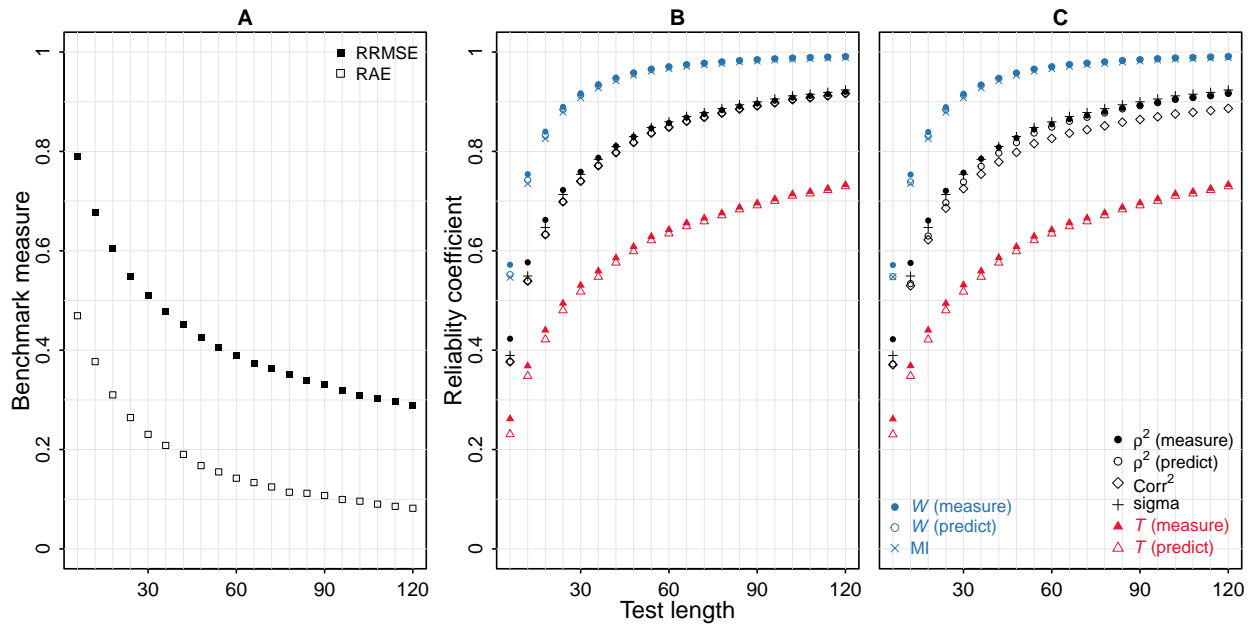 A
B
C
Benchmark measure
1
0.8
0.6
0.4
0.2
0
RRMSE
RAE
30
60
90
120
Reliablity coefficient
1
0.8
0.6
0.4
0.2
0
30
60
90
120
W (measure)
W (predict)
MI
ρ² (measure)
ρ² (predict)
Corr²
sigma
T (measure)
T (predict)
30
60
90
120
Test length